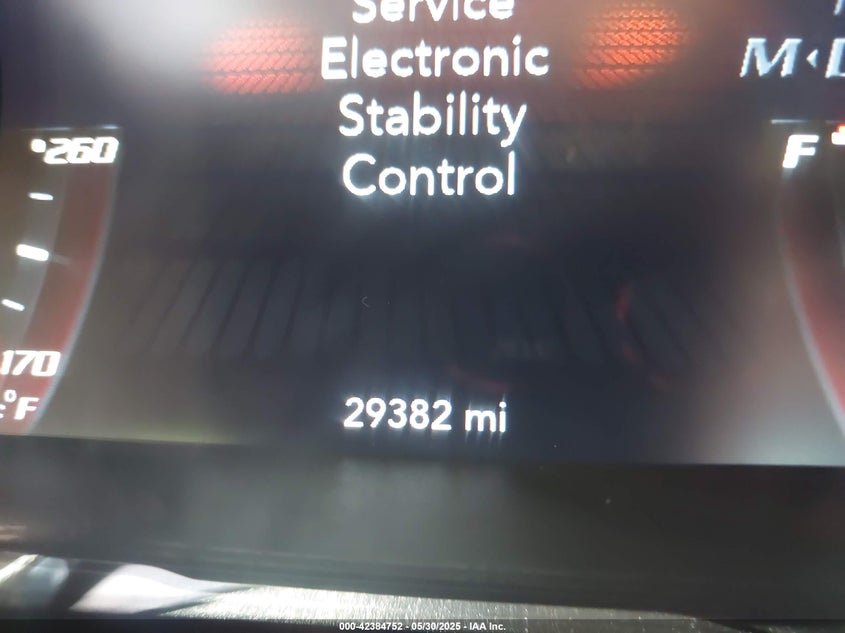 Service
Electronic
M
Stability
Control
260
F
170
°F
29382 mi
000-42384752 - 05/30/2025 - IAA Inc.